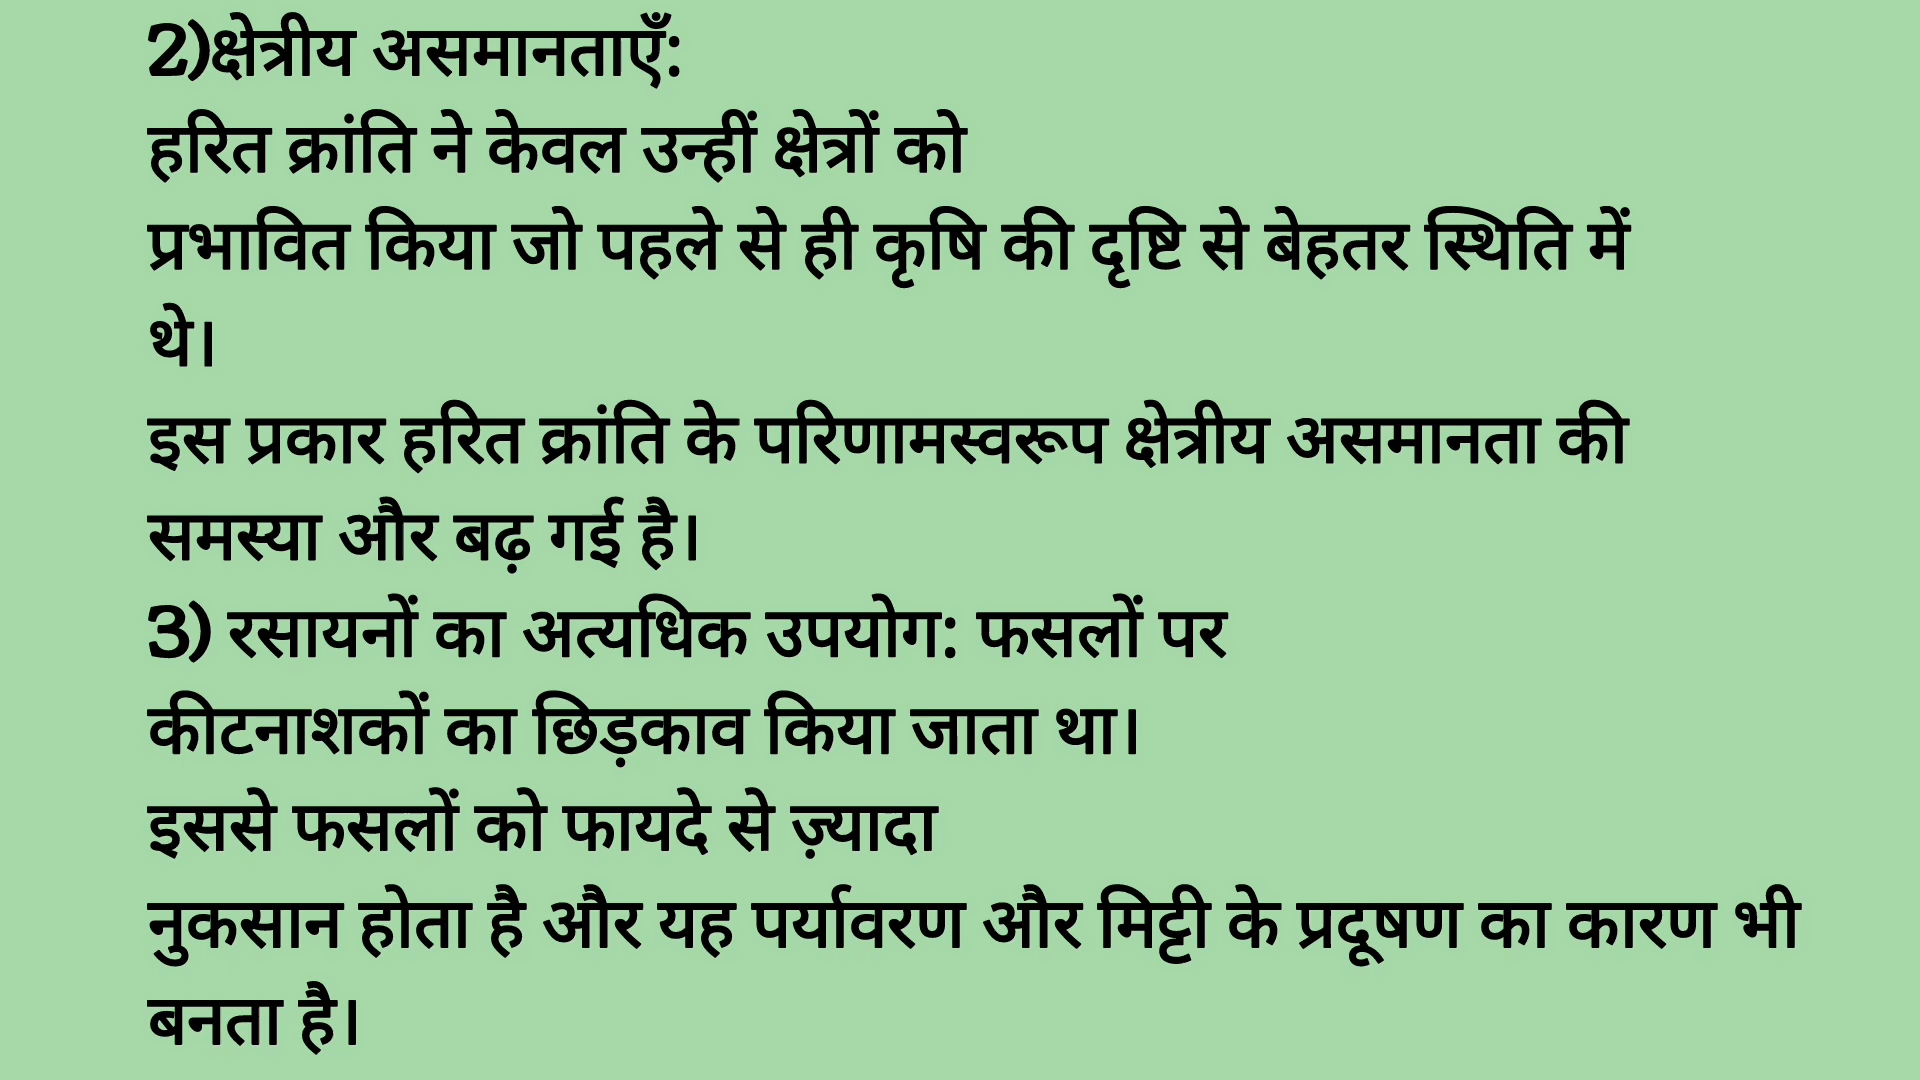 2)क्षेत्रीय असमानताएँ:
हरित क्रांति ने केवल उन्हीं क्षेत्रों को
प्रभावित किया जो पहले से ही कृषि की दृष्टि से बेहतर स्थिति में
थे।
इस प्रकार हरित क्रांति के परिणामस्वरूप क्षेत्रीय असमानता की
समस्या और बढ़ गई है।
3) रसायनों का अत्यधिक उपयोग: फसलों पर
कीटनाशकों का छिड़काव किया जाता था।
इससे फसलों को फायदे से ज़्यादा
नुकसान होता है और यह पर्यावरण और मिट्टी के प्रदूषण का कारण भी
बनता है।